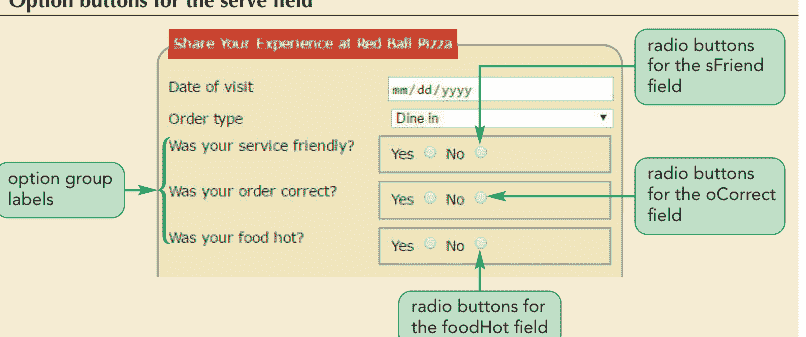 Option buttons for the serve field
Share Your Experience at Red Ball Pizza
radio buttons
for the sFriend
field
Date of visit
mm/dd/yyyy
Order type
Dine in
Was your service friendly?
Yes No
option group
labels
Was your order correct?
Yes No
radio buttons
for the oCorrect
field
Was your food hot?
Yes No
radio buttons for
the foodHot field